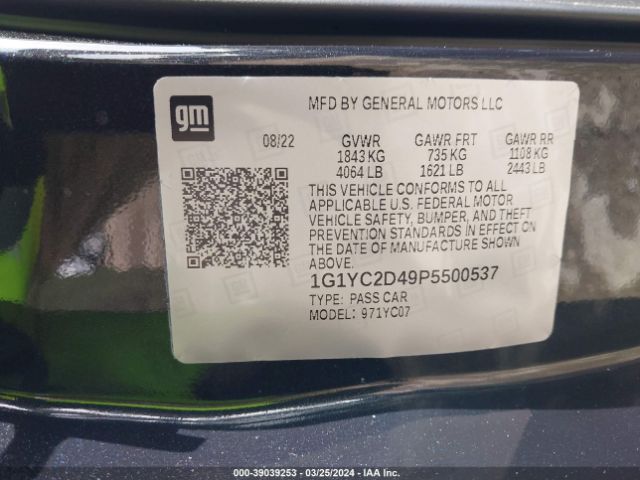 gm
MFD BY GENERAL MOTORS LLC
08/22 GVWR GAWR FRT GAWR RR
1843 KG 735 KG 1108 KG
4064 LB 1621 LB 2443 LB
THIS VEHICLE CONFORMS TO ALL
APPLICABLE U.S. FEDERAL MOTOR
VEHICLE SAFETY, BUMPER, AND THEFT
PREVENTION STANDARDS IN EFFECT ON
THE DATE OF MANUFACTURE SHOWN
ABOVE.
1G1YC2D49P5500537
TYPE: PASS CAR
MODEL: 971YC07
000-39039253 - 03/25/2024 - IAA Inc.